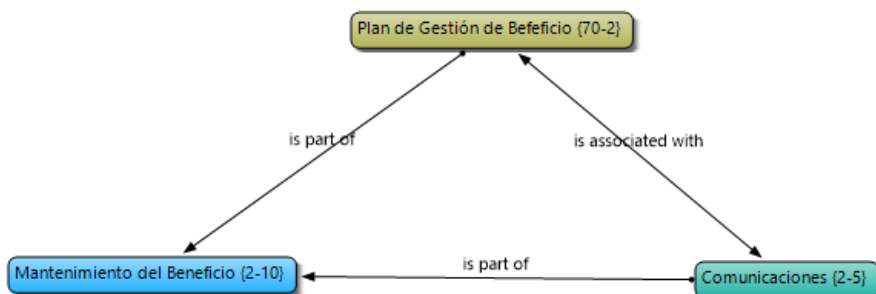 Plan de Gestión de Befeficio {70-2}
is part of
is associated with
is part of
Mantenimiento del Beneficio {2-10}
Comunicaciones {2-5}